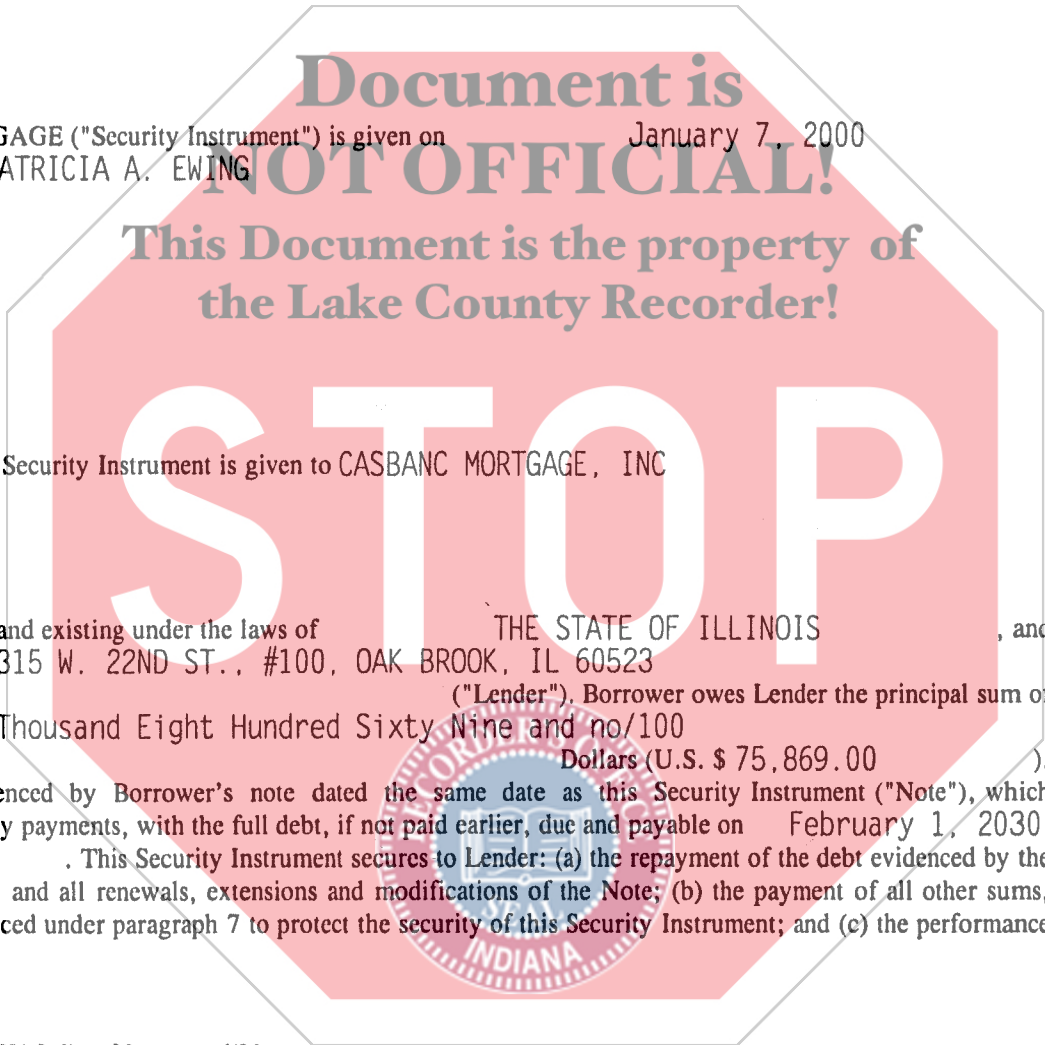 Document is
GAGE ("Security Instrument") is given on January 7, 2000
ATRICIA A. EWING
NOT OFFICIAL!
This Document is the property of
the Lake County Recorder!
STOP
Security Instrument is given to CASBANC MORTGAGE, INC
and existing under the laws of THE STATE OF ILLINOIS , and
315 W. 22ND ST., #100, OAK BROOK, IL 60523
("Lender"). Borrower owes Lender the principal sum of
Thousand Eight Hundred Sixty Nine and no/100
Dollars (U.S. $ 75,869.00 ).
enced by Borrower's note dated the same date as this Security Instrument ("Note"), which
y payments, with the full debt, if not paid earlier, due and payable on February 1, 2030
. This Security Instrument secures to Lender: (a) the repayment of the debt evidenced by the
and all renewals, extensions and modifications of the Note; (b) the payment of all other sums,
ced under paragraph 7 to protect the security of this Security Instrument; and (c) the performance
RECORDER'S OFFICE
SEAL
INDIANA